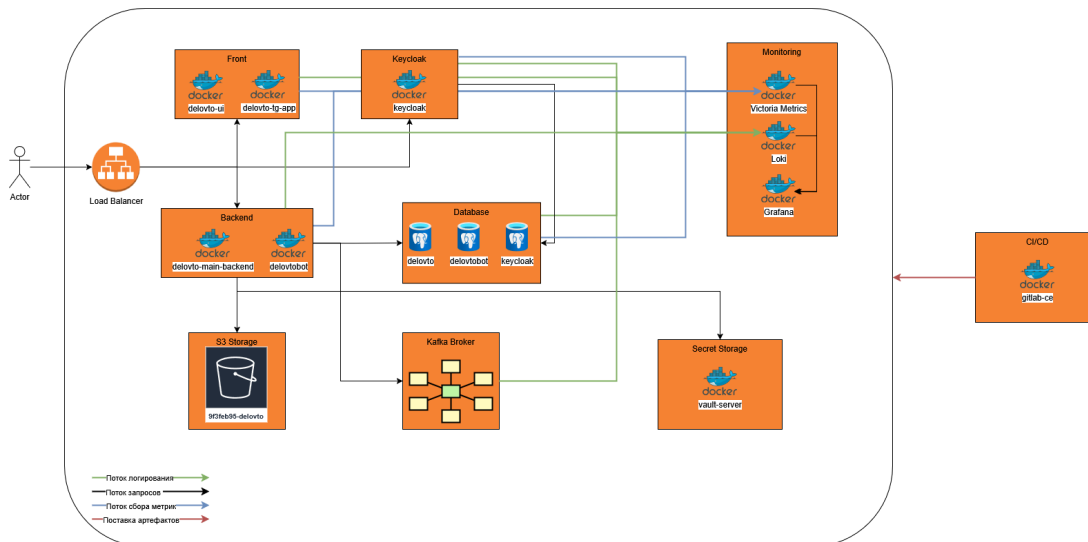 Front
docker
delovto-ui
docker
delovto-tg-app
Keycloak
docker
keycloak
Monitoring
docker
Victoria Metrics
docker
Loki
docker
Grafana
Actor
Load Balancer
Backend
docker
delovto-main-backend
docker
delovtobot
Database
delovto
delovtobot
keycloak
CI/CD
docker
gitlab-ce
S3 Storage
9f3feb95-delovto
Kafka Broker
Secret Storage
docker
vault-server
Поток логирования
Поток запросов
Поток сбора метрик
Поставка артефактов